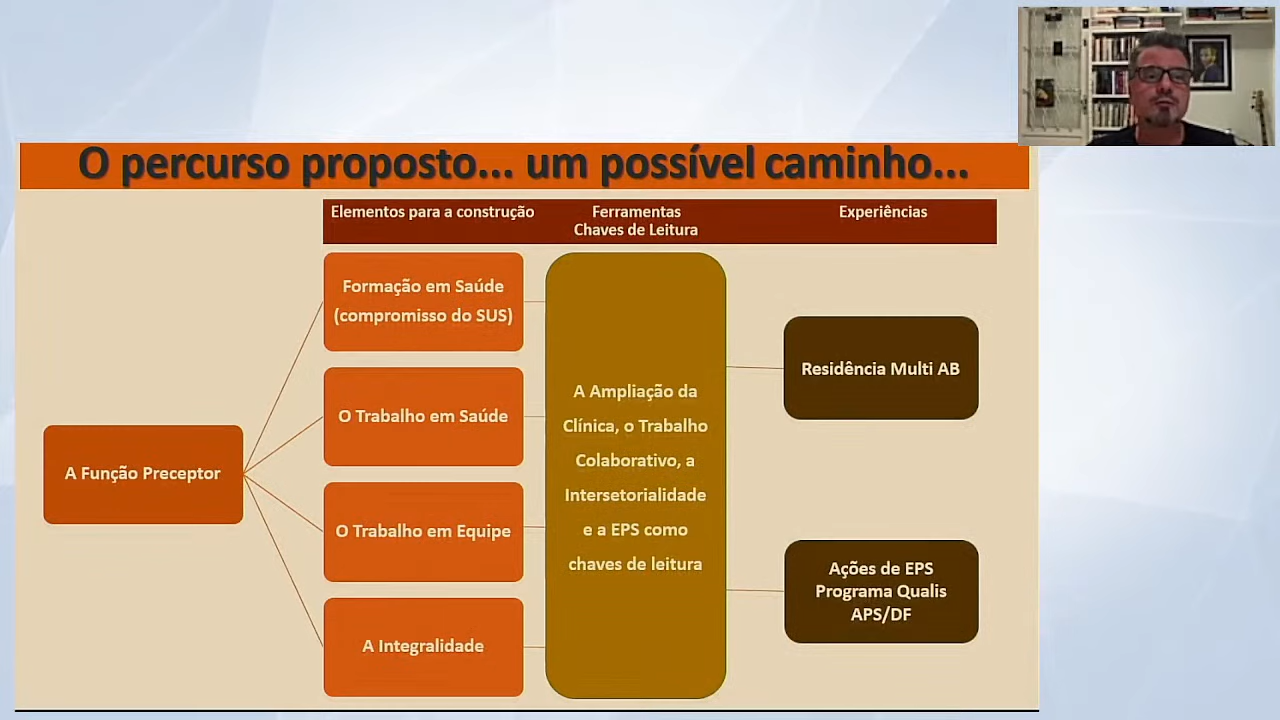 O percurso proposto... um possível caminho...
Elementos para a construção
Ferramentas
Chaves de Leitura
Experiências
A Função Preceptor
Formação em Saúde
(compromisso do SUS)
O Trabalho em Saúde
O Trabalho em Equipe
A Integralidade
A Ampliação da
Clínica, o Trabalho
Colaborativo, a
Intersetorialidade
e a EPS como
chaves de leitura
Residência Multi AB
Ações de EPS
Programa Qualis
APS/DF